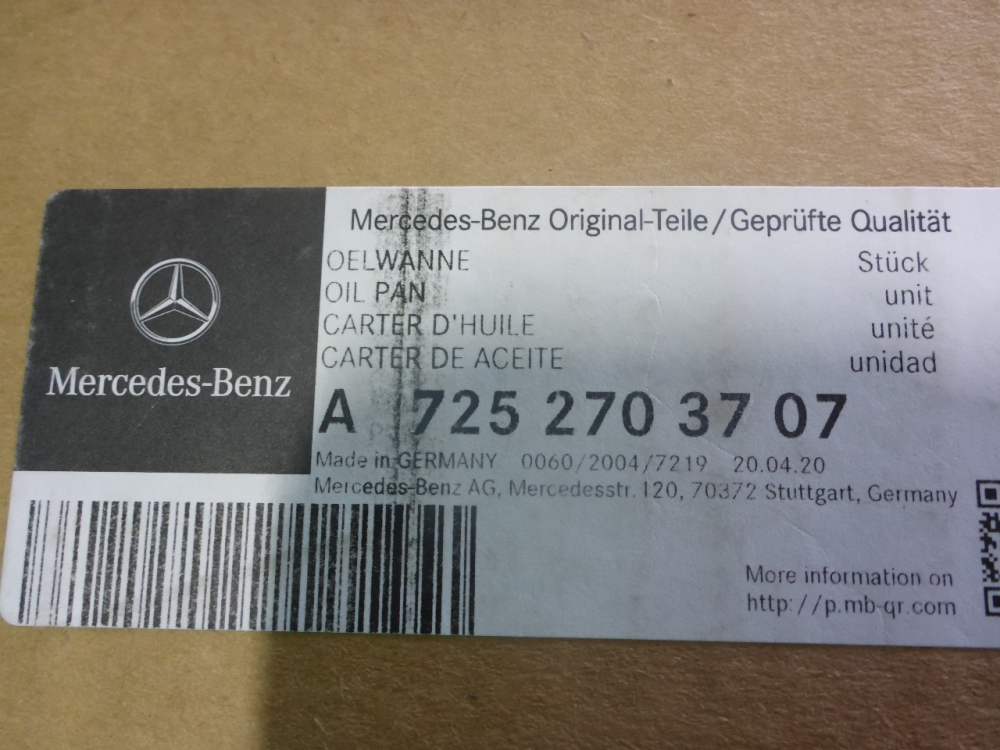 Mercedes-Benz Original-Teile/Geprüfte Qualität
OELWANNE Stück
OIL PAN unit
CARTER D'HUILE unité
CARTER DE ACEITE unidad
Mercedes-Benz
A 725 270 37 07
Made in GERMANY 0060/2004/7219 20.04.20
Mercedes-Benz AG, Mercedesstr. 120, 70372 Stuttgart, Germany
More information on
http://p.mb-qr.com